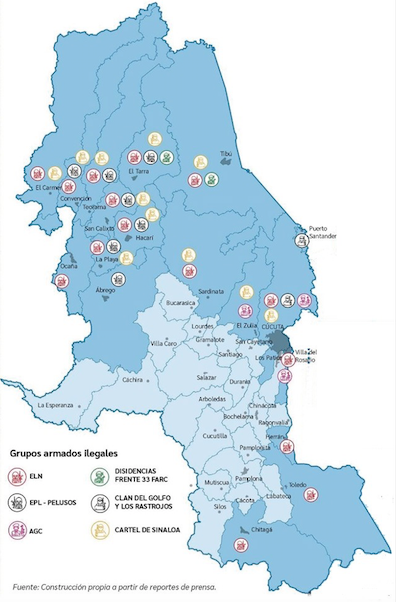 Tibú
El Tarra
El Carmen
Convención
Teorama
San Calixto
Hacarí
Puerto
Santander
La Playa
Ocaña
Ábrego
Sardinata
Bucarasica
El Zulia
CÚCUTA
Lourdes
Gramalote
San Cayetano
Villa Caro
Santiago
Los Patios
Villa del
Rosario
Salazar
Durania
Cáchira
La Esperanza
Arboledas
Chinácota
Bochalema
Ragonvalia
Cucutilla
Herrán
Pamplonita
Pamplona
Mutiscua
Toledo
Labateca
Cácota
Silos
Chitagá
Grupos armados ilegales
ELN
DISIDENCIAS
FRENTE 33 FARC
EPL - PELUSOS
CLAN DEL GOLFO
Y LOS RASTROJOS
AGC
CARTEL DE SINALOA
Fuente: Construcción propia a partir de reportes de prensa.